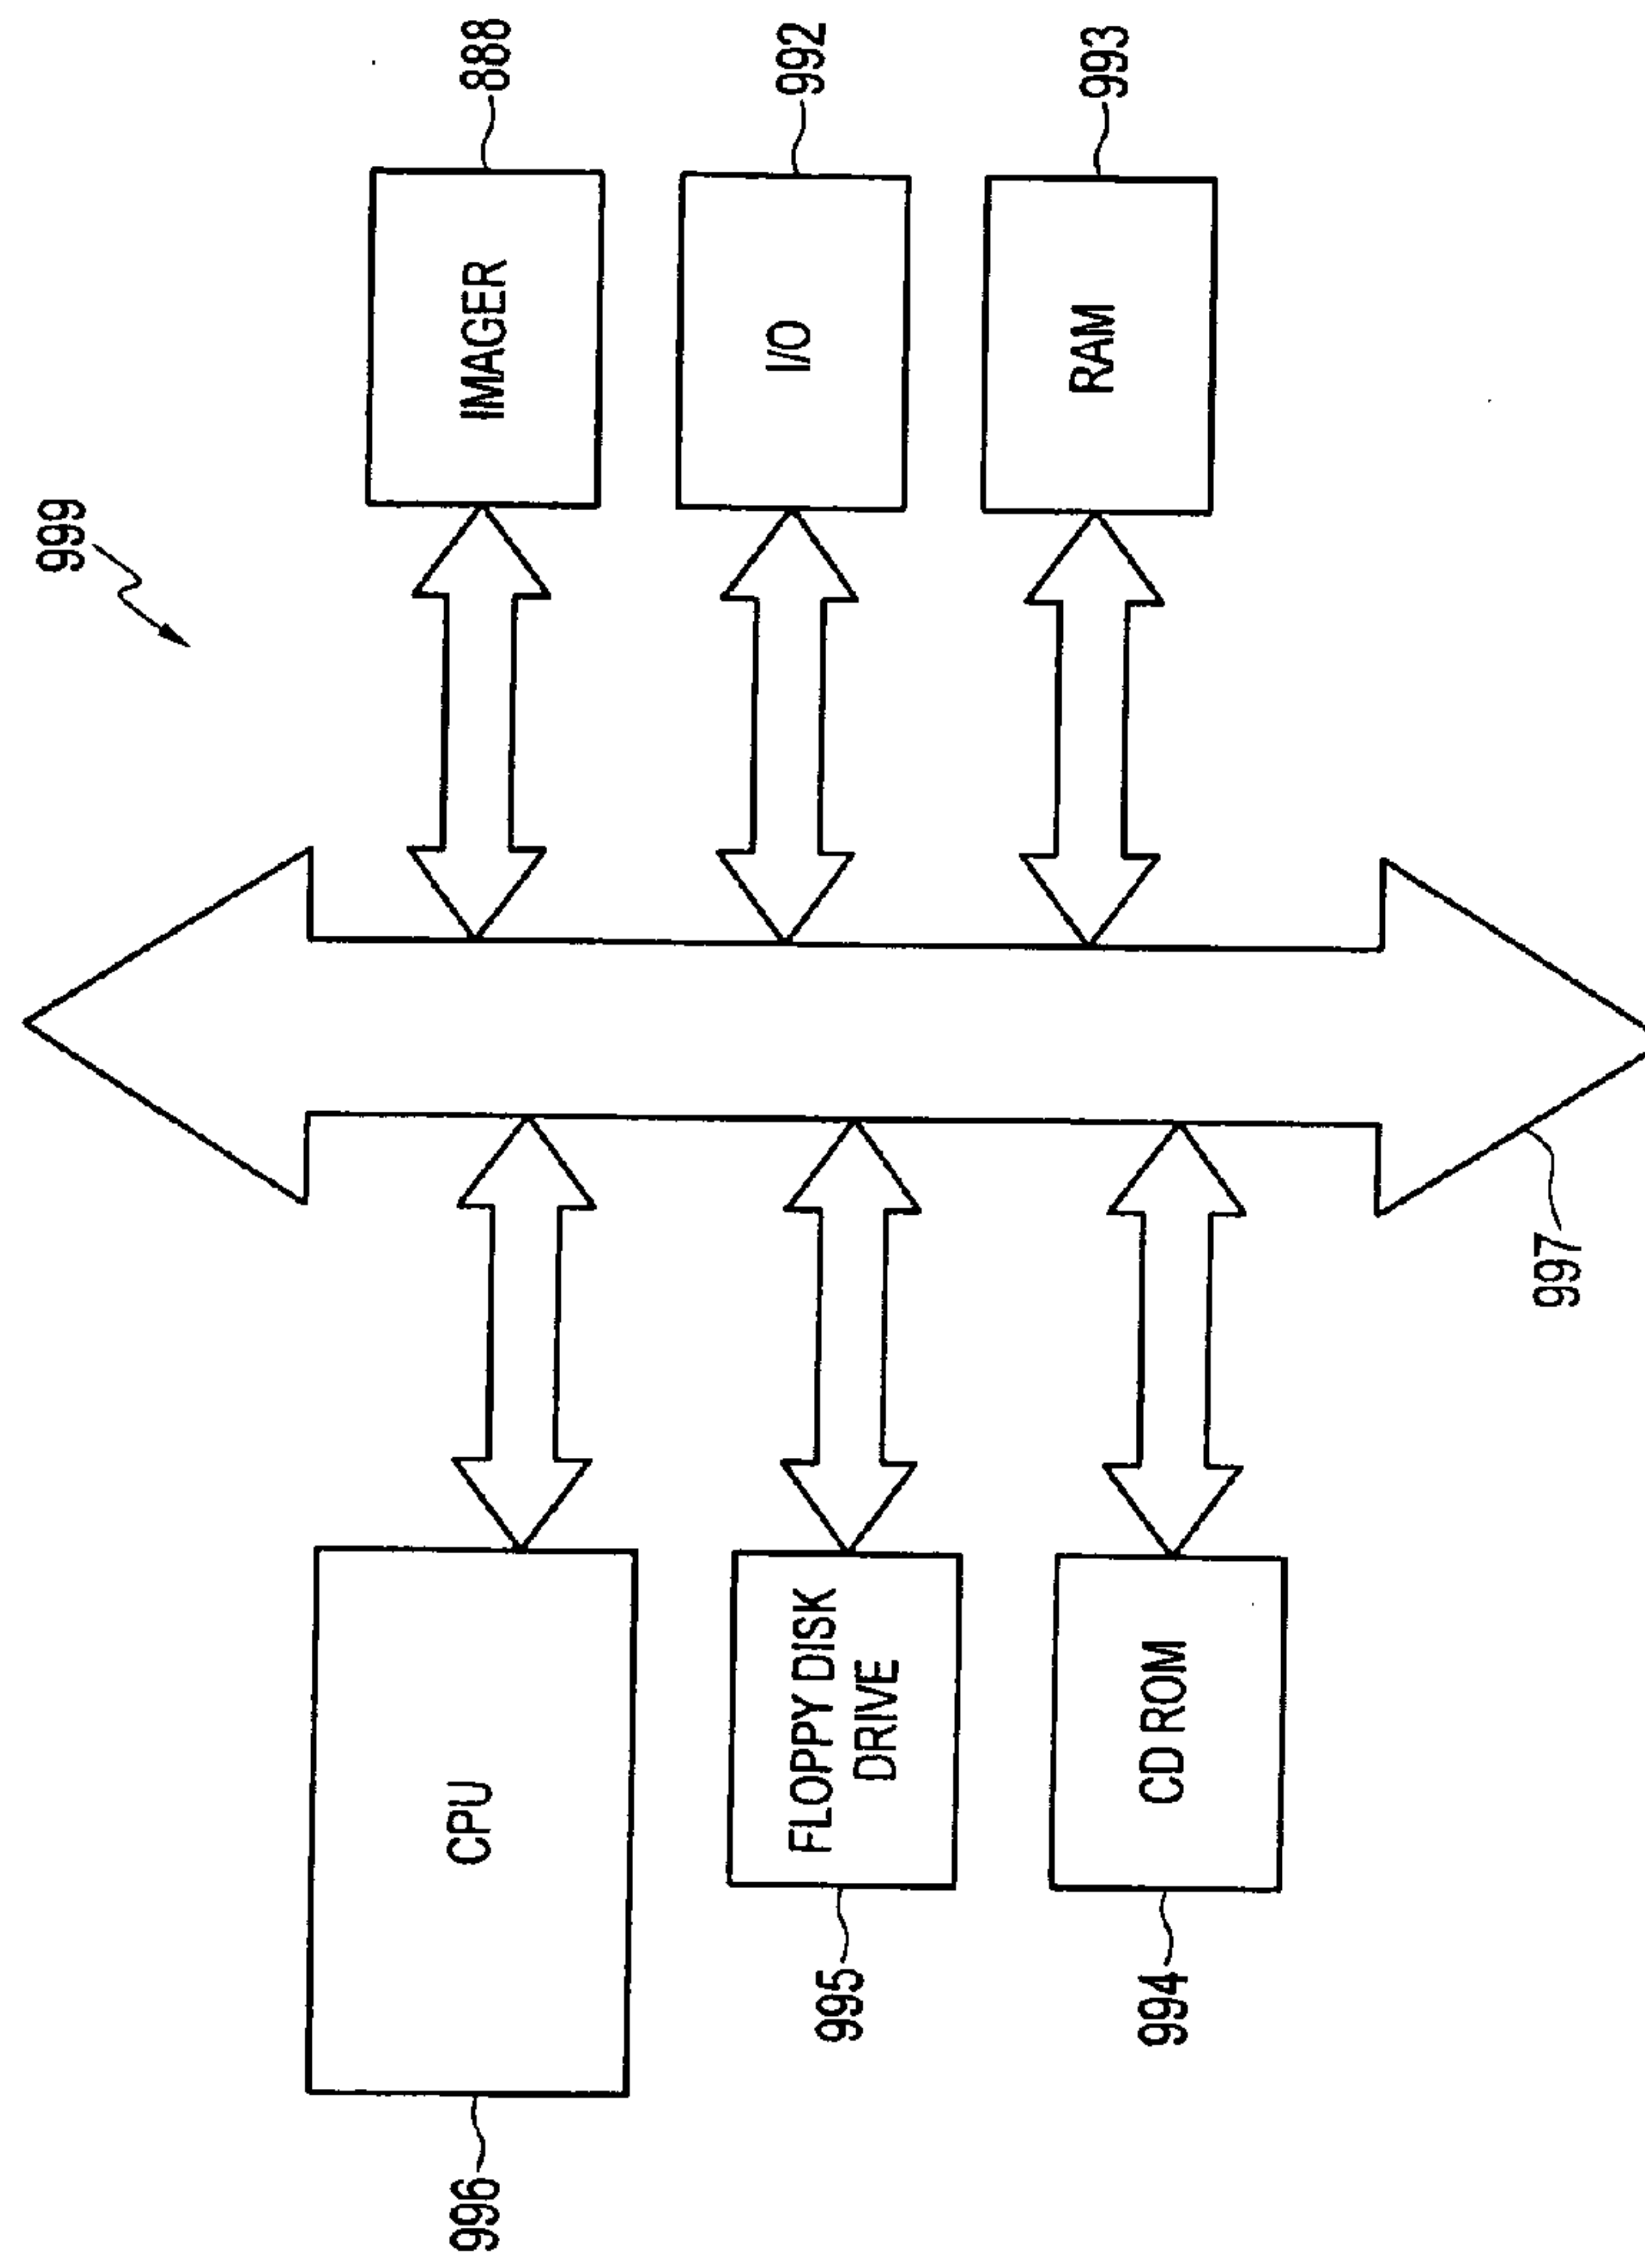 999
996
CPU
IMAGER
888
995
FLOPPY DISK
DRIVE
I/O
992
994
CD ROM
RAM
993
997